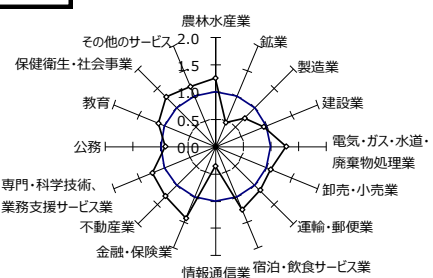 農林水産業
鉱業
製造業
建設業
電気・ガス・水道・
廃棄物処理業
卸売・小売業
運輸・郵便業
宿泊・飲食サービス業
情報通信業
金融・保険業
不動産業
専門・科学技術、
業務支援サービス業
公務
教育
保健衛生・社会事業
その他のサービス
2.0
1.5
1.0
0.5
0.0